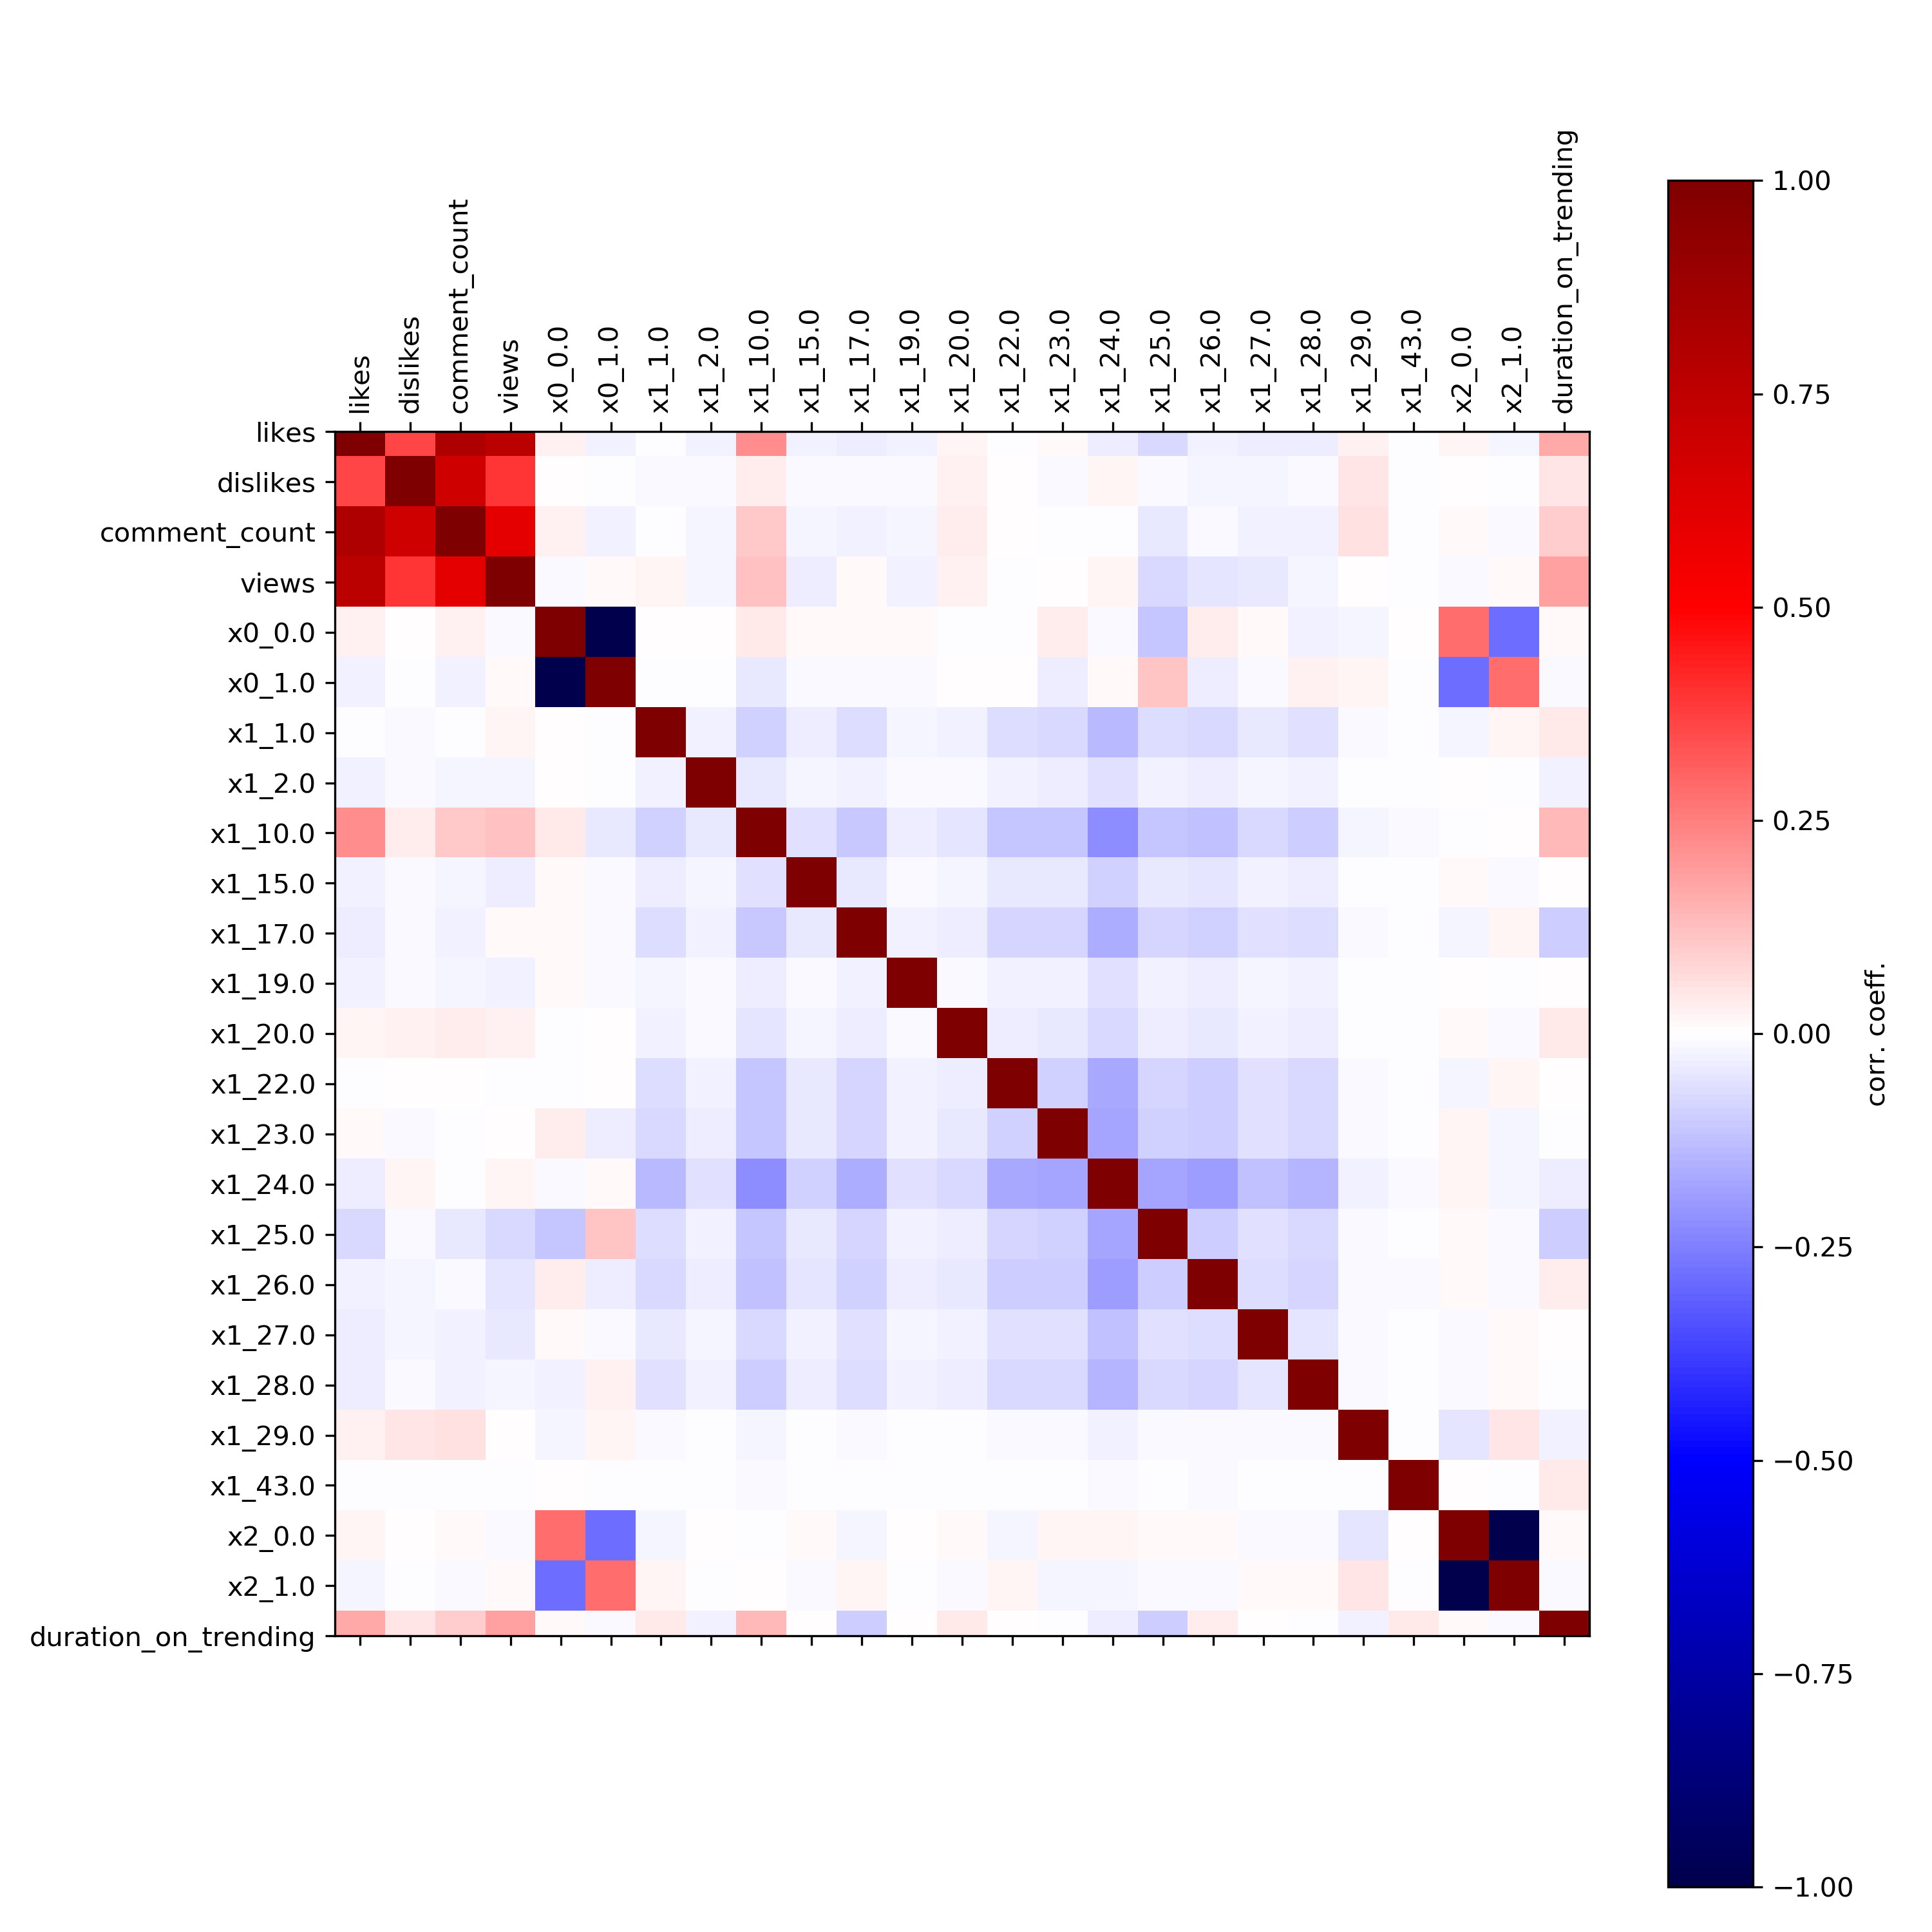 likes
dislikes
comment_count
views
x0_0.0
x0_1.0
x1_1.0
x1_2.0
x1_10.0
x1_15.0
x1_17.0
x1_19.0
x1_20.0
x1_22.0
x1_23.0
x1_24.0
x1_25.0
x1_26.0
x1_27.0
x1_28.0
x1_29.0
x1_43.0
x2_0.0
x2_1.0
duration_on_trending
likes
dislikes
comment_count
views
x0_0.0
x0_1.0
x1_1.0
x1_2.0
x1_10.0
x1_15.0
x1_17.0
x1_19.0
x1_20.0
x1_22.0
x1_23.0
x1_24.0
x1_25.0
x1_26.0
x1_27.0
x1_28.0
x1_29.0
x1_43.0
x2_0.0
x2_1.0
duration_on_trending
1.00
0.75
0.50
0.25
0.00
−0.25
−0.50
−0.75
−1.00
corr. coeff.